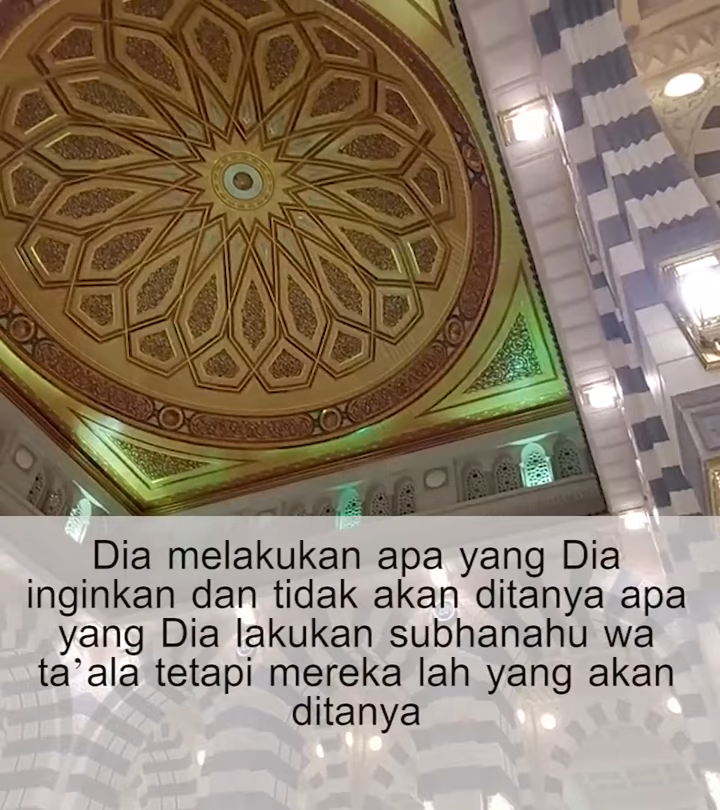 Dia melakukan apa yang Dia
inginkan dan tidak akan ditanya apa
yang Dia lakukan subhanahu wa
ta’ala tetapi mereka lah yang akan
ditanya